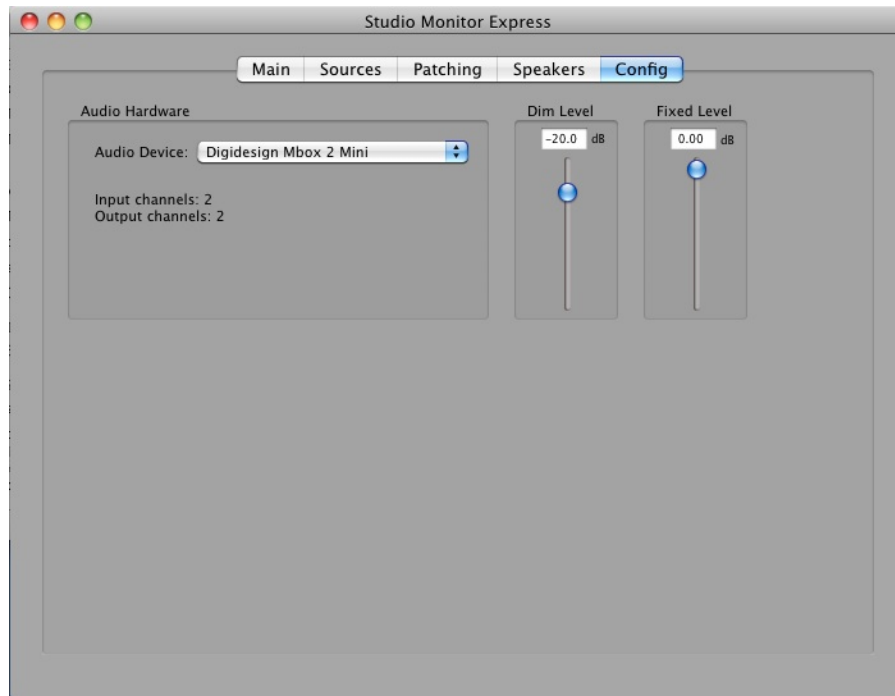 Studio Monitor Express
Main Sources Patching Speakers Config
Audio Hardware
Audio Device: Digidesign Mbox 2 Mini
Input channels: 2
Output channels: 2
Dim Level
-20.0 dB
Fixed Level
0.00 dB